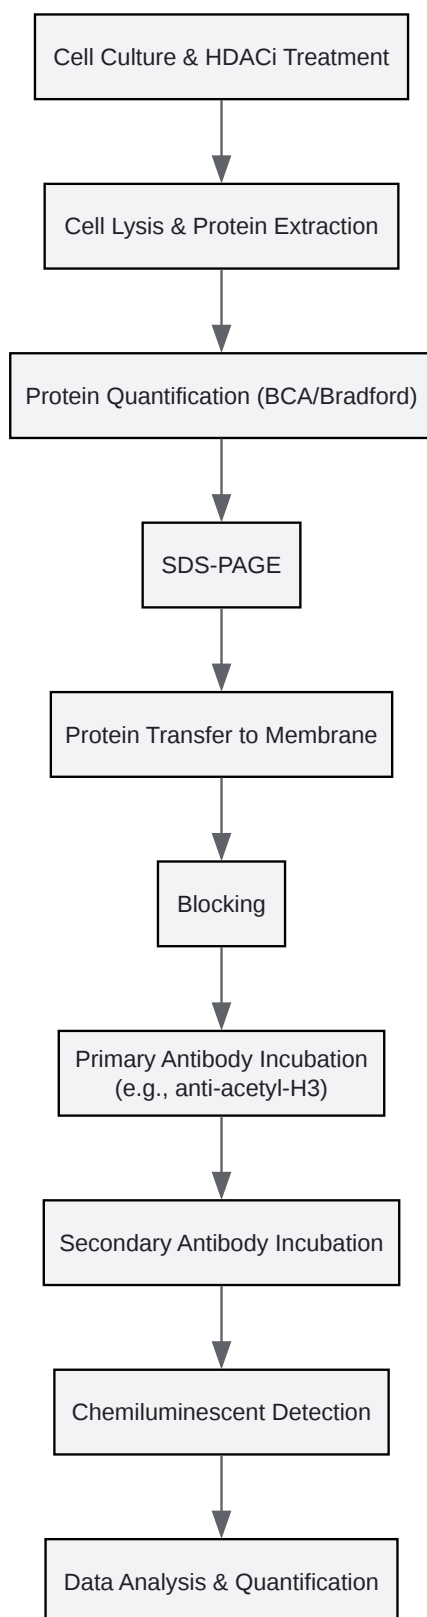 Cell Culture & HDACi Treatment
Cell Lysis & Protein Extraction
Protein Quantification (BCA/Bradford)
SDS-PAGE
Protein Transfer to Membrane
Blocking
Primary Antibody Incubation
(e.g., anti-acetyl-H3)
Secondary Antibody Incubation
Chemiluminescent Detection
Data Analysis & Quantification